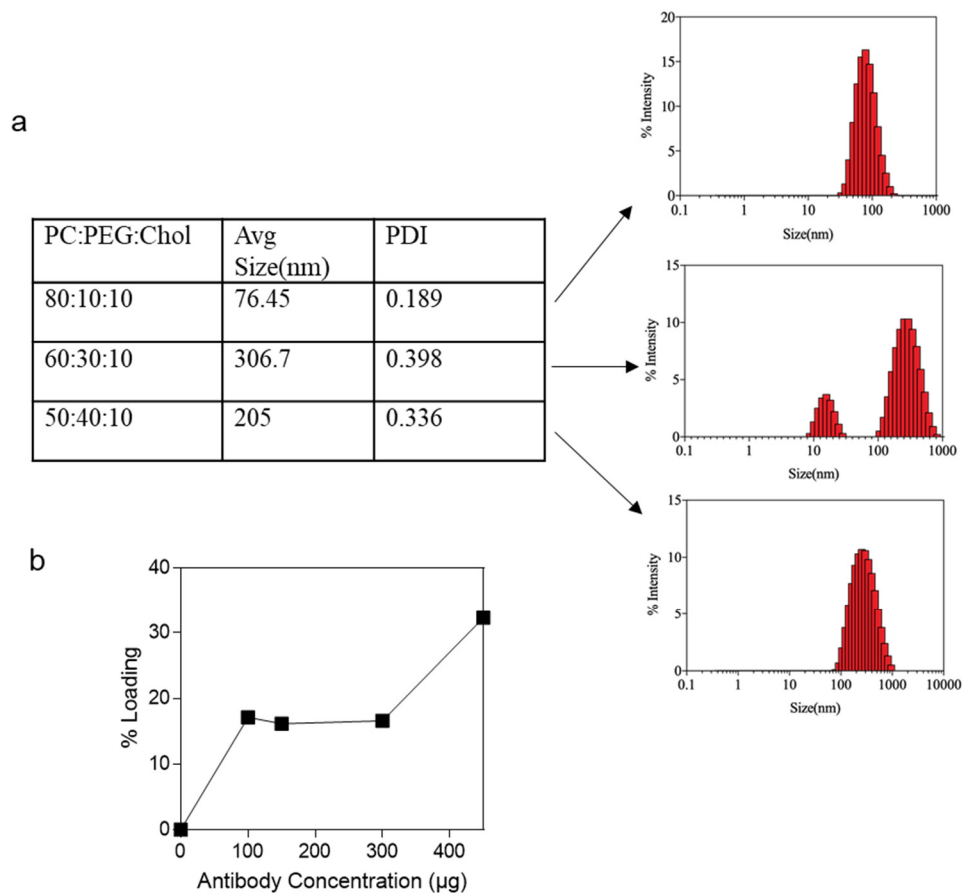 a
PC:PEG:Chol Avg Size(nm) PDI
80:10:10 76.45 0.189
60:30:10 306.7 0.398
50:40:10 205 0.336
20
15
10
5
0
% Intensity
0.1 1 10 100 1000
Size(nm)
15
10
5
0
% Intensity
0.1 1 10 100 1000
Size(nm)
15
10
5
0
% Intensity
0.1 1 10 100 1000 10000
Size(nm)
b
40
30
20
10
0
% Loading
0 100 200 300 400
Antibody Concentration (µg)